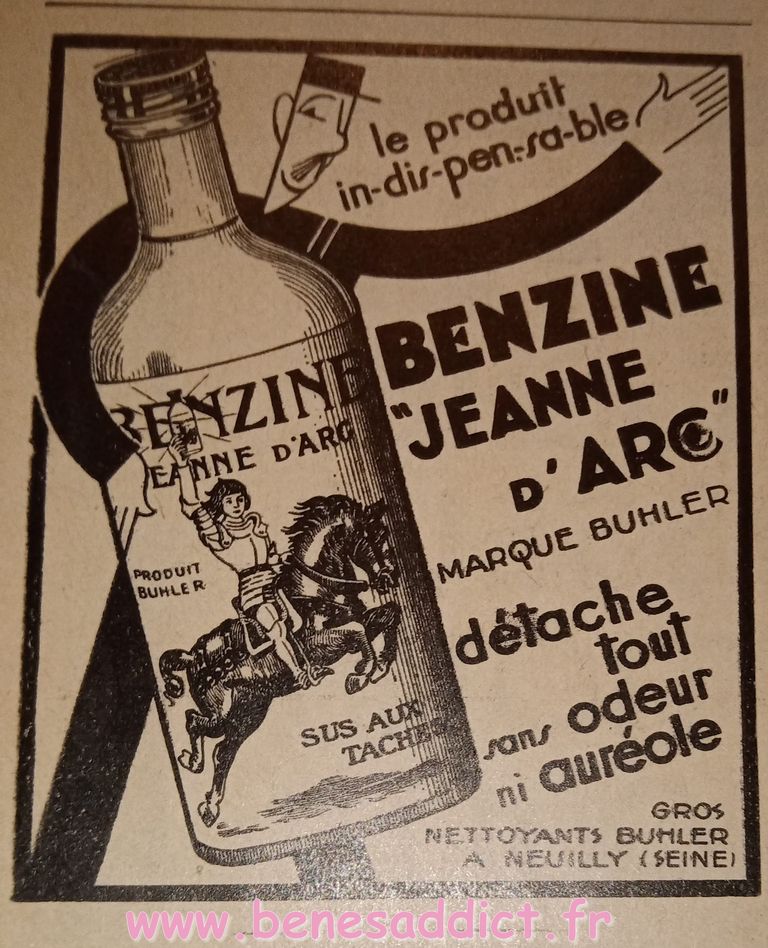 le produit
in-dis-pen-sa-ble
BENZINE
"JEANNE
D'ARC"
MARQUE BUHLER
détache
tout
sans odeur
ni auréole
GROS
NETTOYANTS BUHLER
A NEUILLY (SEINE)
BENZINE
JEANNE D'ARC
PRODUIT
BUHLER
SUS AUX
TACHES
www.benesaddict.fr